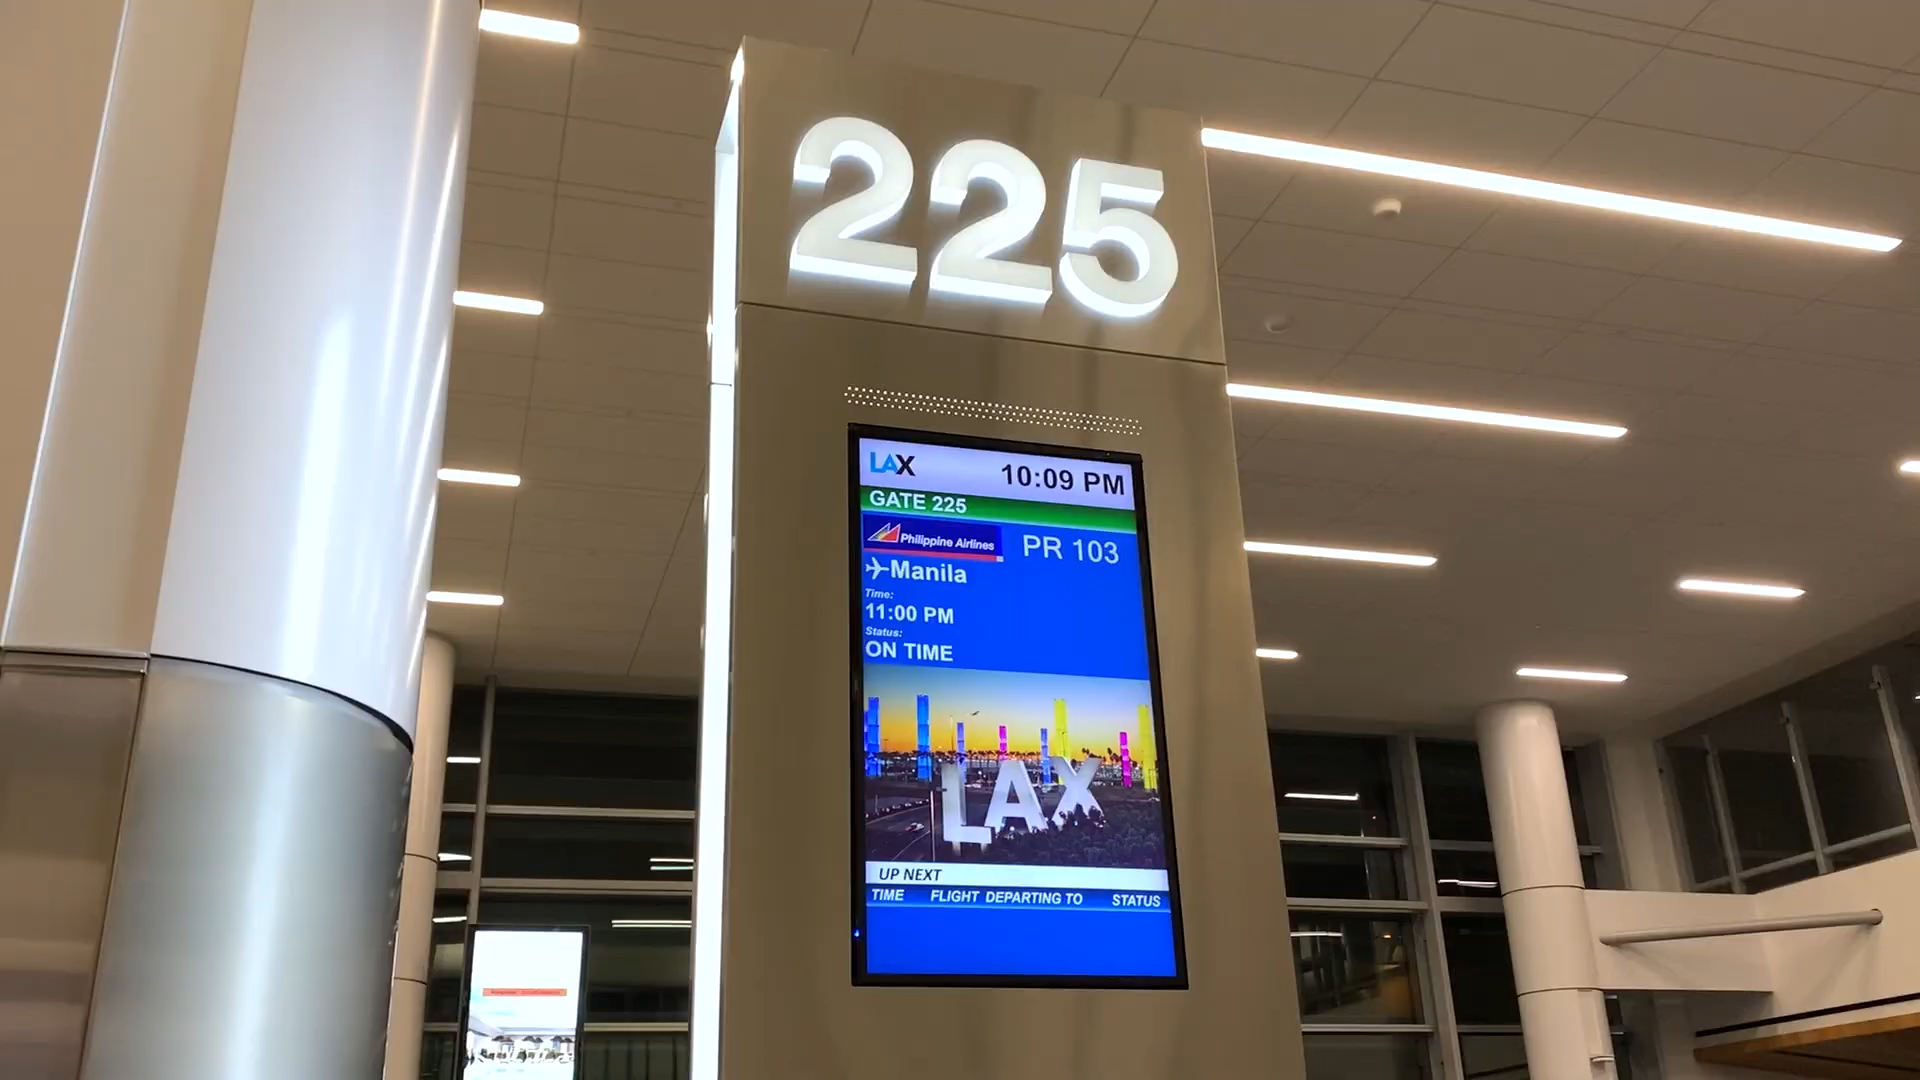 225
LAX
10:09 PM
GATE 225
Philippine Airlines
PR 103
Manila
Time:
11:00 PM
Status:
ON TIME
LAX
UP NEXT
TIME FLIGHT DEPARTING TO STATUS